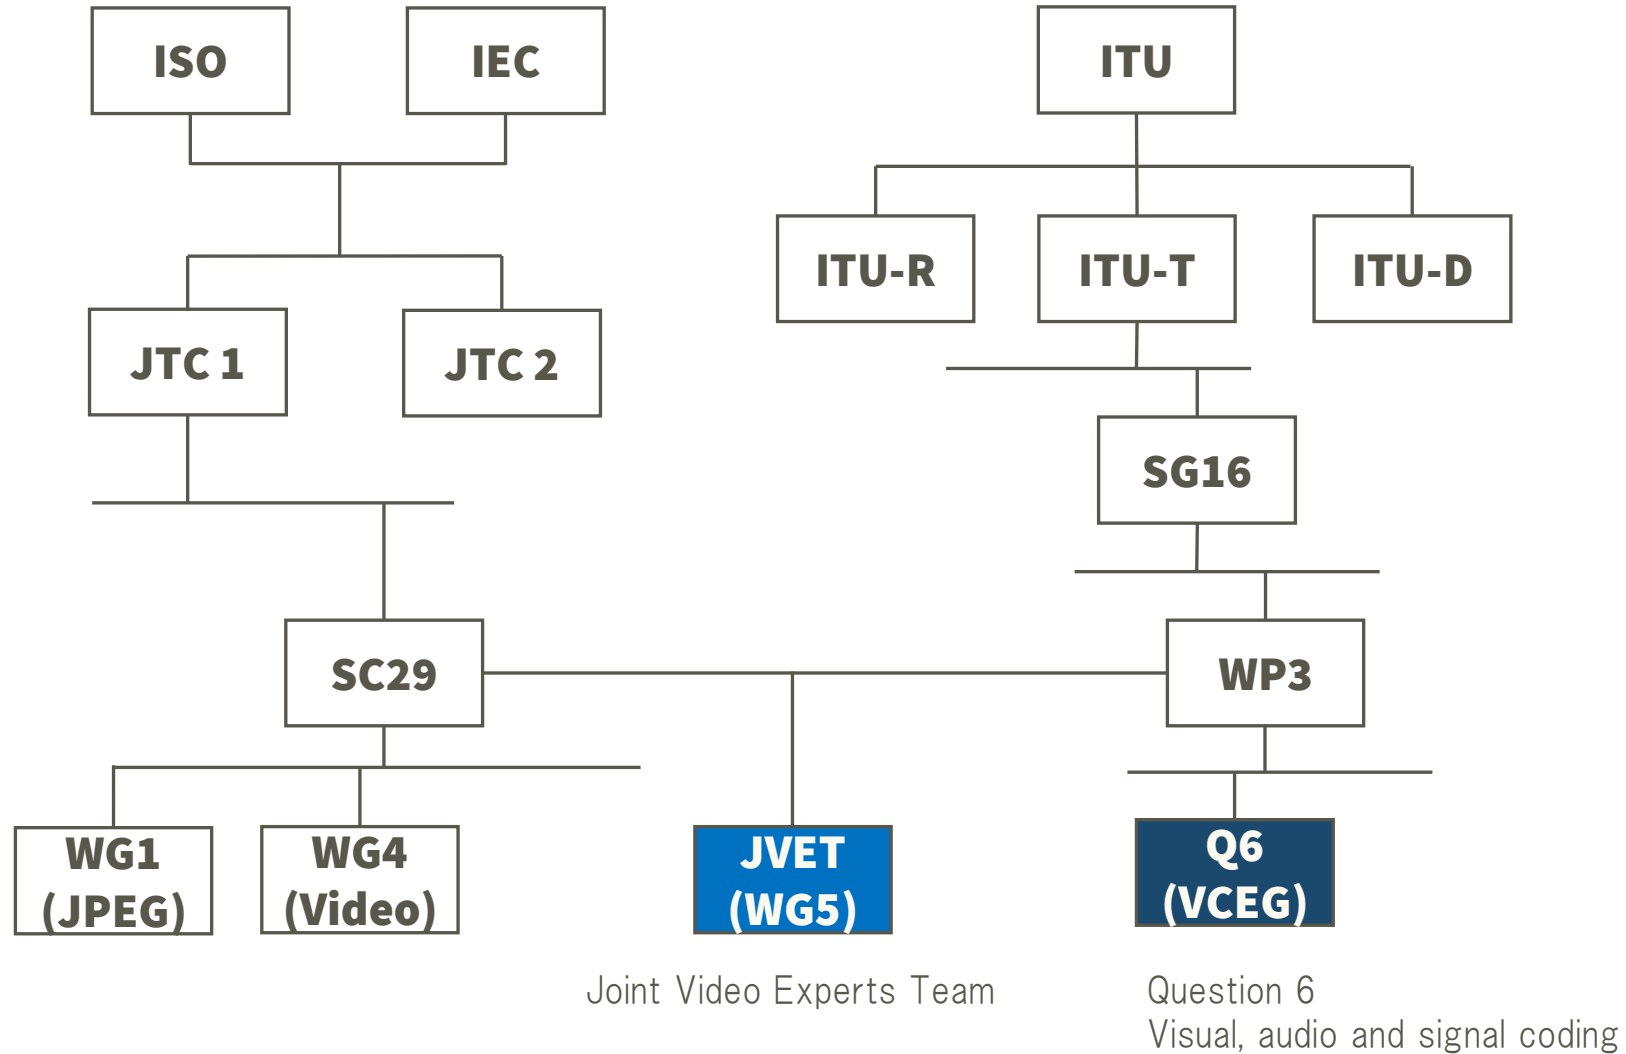 ISO
IEC
ITU
ITU-R
ITU-T
ITU-D
JTC 1
JTC 2
SG16
SC29
WP3
WG1
(JPEG)
WG4
(Video)
JVET
(WG5)
Q6
(VCEG)
Joint Video Experts Team
Question 6
Visual, audio and signal coding